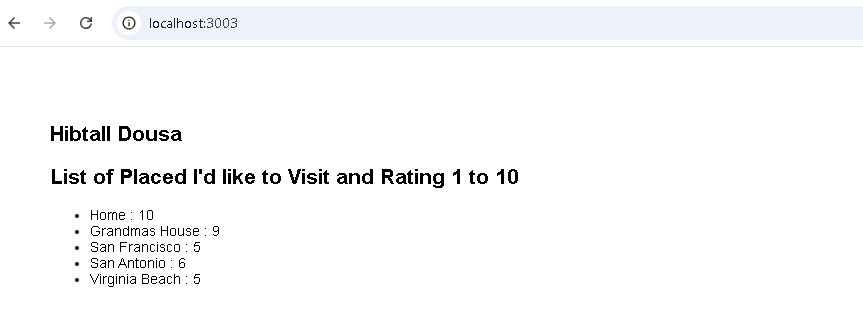 localhost:3003
Hibtall Dousa
List of Placed I'd like to Visit and Rating 1 to 10
Home : 10
Grandmas House : 9
San Francisco : 5
San Antonio : 6
Virginia Beach : 5